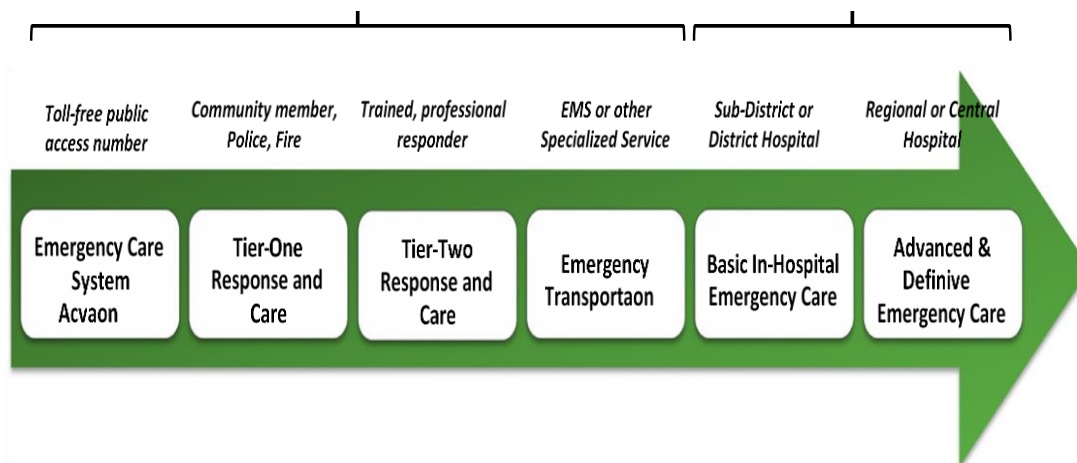 Toll-free public
access number
Community member,
Police, Fire
Trained, professional
responder
EMS or other
Specialized Service
Sub-District or
District Hospital
Regional or Central
Hospital
Emergency Care
System
Acvaon
Tier-One
Response and
Care
Tier-Two
Response and
Care
Emergency
Transportaon
Basic In-Hospital
Emergency Care
Advanced &
Definive
Emergency Care